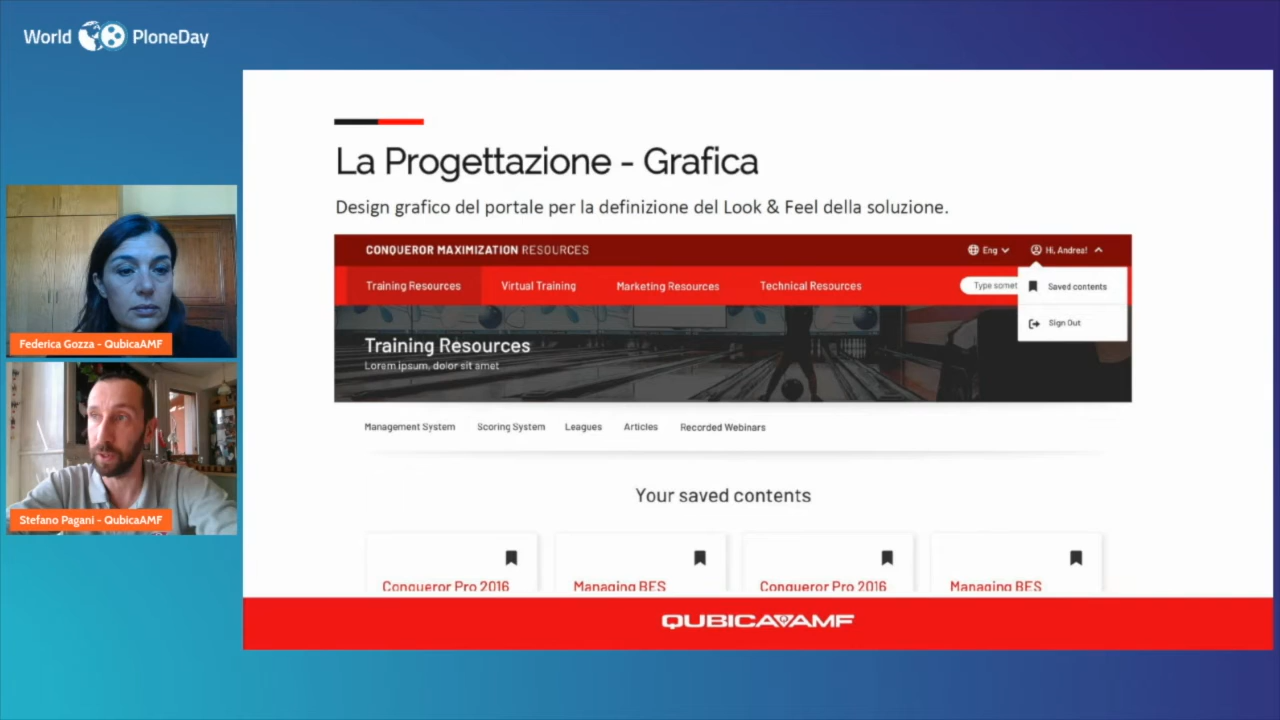 World PloneDay
La Progettazione - Grafica
Design grafico del portale per la definizione del Look & Feel della soluzione.
CONQUEROR MAXIMIZATION RESOURCES
Eng
Hi, Andrea!
Training Resources
Virtual Training
Marketing Resources
Technical Resources
Type somet
Saved contents
Sign Out
Training Resources
Lorem ipsum, dolor sit amet
Management System
Scoring System
Leagues
Articles
Recorded Webinars
Your saved contents
Conqueror Pro 2016
Managing BES
Conqueror Pro 2016
Managing BES
QUBICAAMF
Federica Gozza - QubicaAMF
Stefano Pagani - QubicaAMF